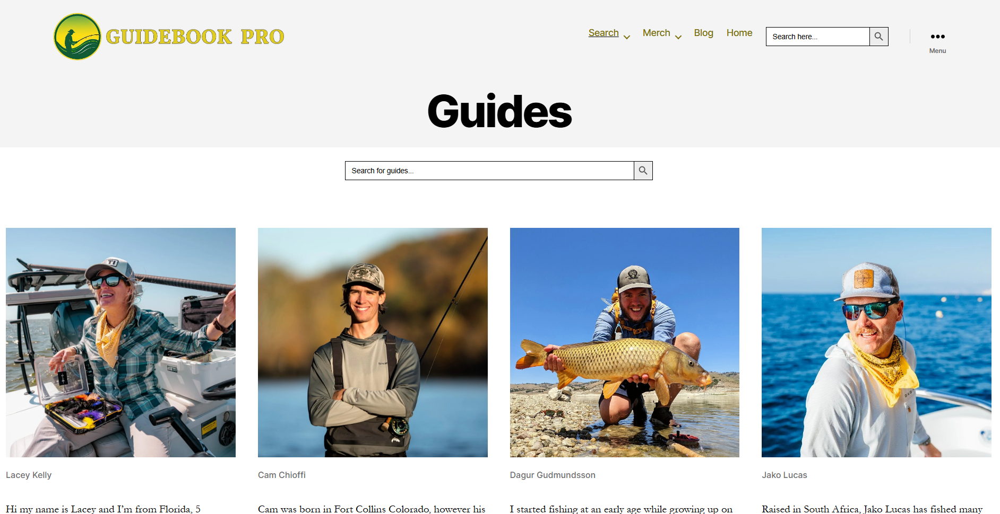 GUIDEBOOK PRO
Search
Merch
Blog
Home
Search here...
Menu
Guides
Search for guides...
YETI
Lacey Kelly
Cam Chioffi
Dagur Gudmundsson
Jako Lucas
Hi my name is Lacey and I’m from Florida, 5
Cam was born in Fort Collins Colorado, however his
I started fishing at an early age while growing up on
Raised in South Africa, Jako Lucas has fished many